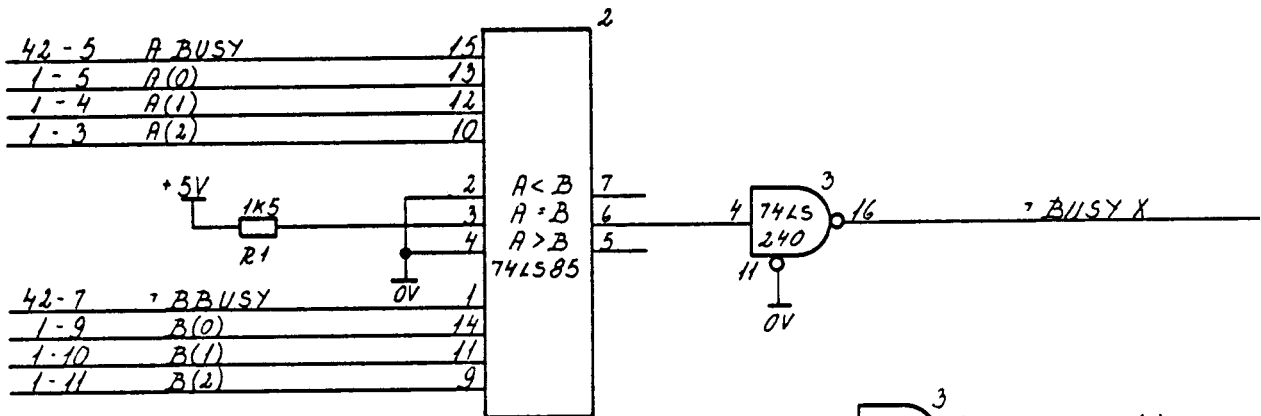 2
42-5 A BUSY 15
1-5 A(0) 13
1-4 A(1) 12
1-3 A(2) 10
+5V
1K5
R1
2 A<B 7
3 A=B 6
4 A>B 5
74LS85
0V
42-7 ¬BBUSY 1
1-9 B(0) 14
1-10 B(1) 11
1-11 B(2) 9
3
4 74LS 16 ¬BUSY X
240
11
0V
3